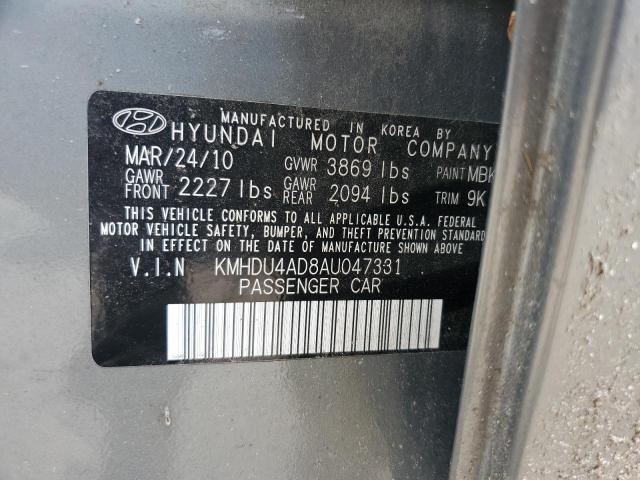 MANUFACTURED IN KOREA BY
HYUNDAI MOTOR COMPANY
MAR/24/10 GVWR 3869 lbs PAINT MBK
GAWR FRONT 2227 lbs GAWR REAR 2094 lbs TRIM 9K
THIS VEHICLE CONFORMS TO ALL APPLICABLE U.S.A. FEDERAL
MOTOR VEHICLE SAFETY, BUMPER, AND THEFT PREVENTION STANDARDS
IN EFFECT ON THE DATE OF MANUFACTURE SHOWN ABOVE.
V.I.N KMHDU4AD8AU047331
PASSENGER CAR